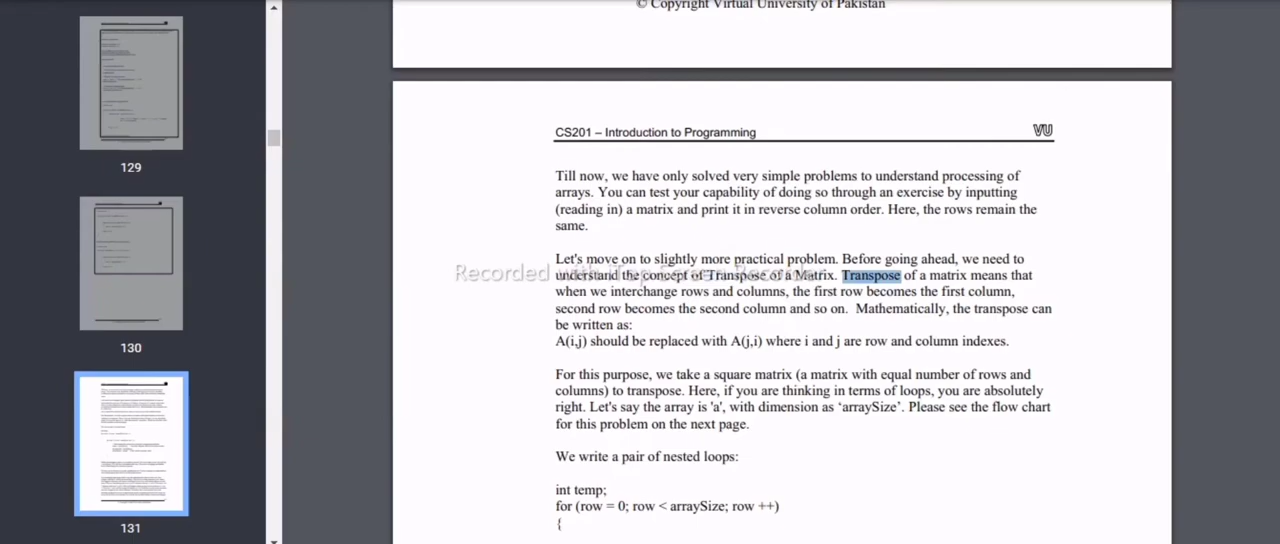 129
130
131
© Copyright Virtual University of Pakistan
CS201 – Introduction to Programming
VU
Till now, we have only solved very simple problems to understand processing of
arrays. You can test your capability of doing so through an exercise by inputting
(reading in) a matrix and print it in reverse column order. Here, the rows remain the
same.
Let's move on to slightly more practical problem. Before going ahead, we need to
understand the concept of Transpose of a Matrix. Transpose of a matrix means that
when we interchange rows and columns, the first row becomes the first column,
second row becomes the second column and so on. Mathematically, the transpose can
be written as:
A(i,j) should be replaced with A(j,i) where i and j are row and column indexes.
For this purpose, we take a square matrix (a matrix with equal number of rows and
columns) to transpose. Here, if you are thinking in terms of loops, you are absolutely
right. Let's say the array is 'a', with dimension as ‘arraySize’. Please see the flow chart
for this problem on the next page.
We write a pair of nested loops:
int temp;
for (row = 0; row < arraySize; row ++)
{
Recorded with iTop Screen Recorder